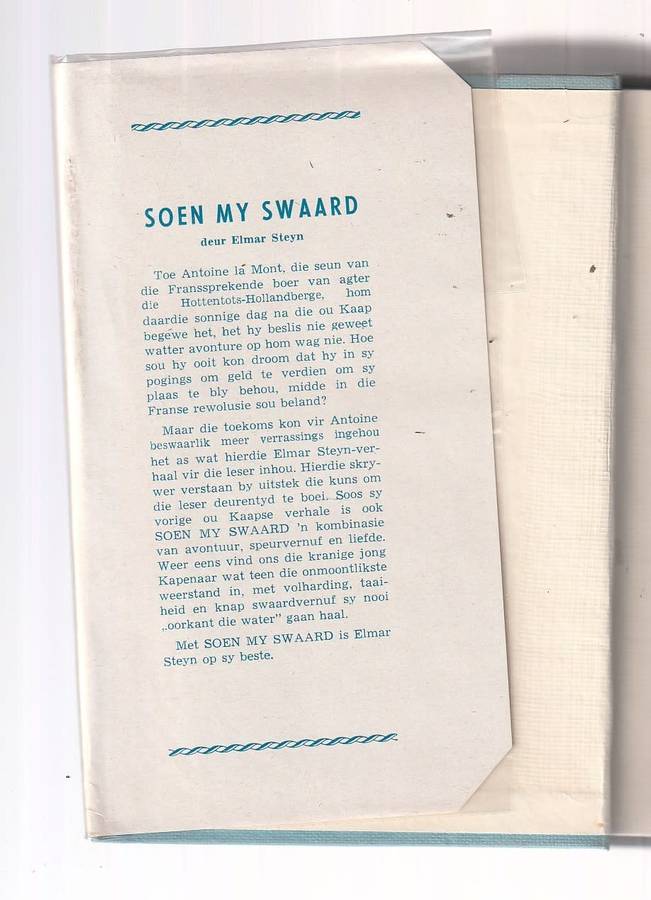 SOEN MY SWAARD
deur Elmar Steyn
Toe Antoine la Mont, die seun van
die Franssprekende boer van agter
die Hottentots-Hollandberge, hom
daardie sonnige dag na die ou Kaap
begewe het, het hy beslis nie geweet
watter avonture op hom wag nie. Hoe
sou hy ooit kon droom dat hy in sy
pogings om geld te verdien om sy
plaas te bly behou, midde in die
Franse rewolusie sou beland?
Maar die toekoms kon vir Antoine
beswaarlik meer verrassings ingehou
het as wat hierdie Elmar Steyn-ver-
haal vir die leser inhou. Hierdie skry-
wer verstaan by uitstek die kuns om
die leser deurentyd te boei. Soos sy
vorige ou Kaapse verhale is ook
SOEN MY SWAARD 'n kombinasie
van avontuur, speurvernuf en liefde.
Weer eens vind ons die kranige jong
Kapenaar wat teen die onmoontlikste
weerstand in, met volharding, taai-
heid en knap swaardvernuf sy nooi
„oorkant die water" gaan haal.
Met SOEN MY SWAARD is Elmar
Steyn op sy beste.